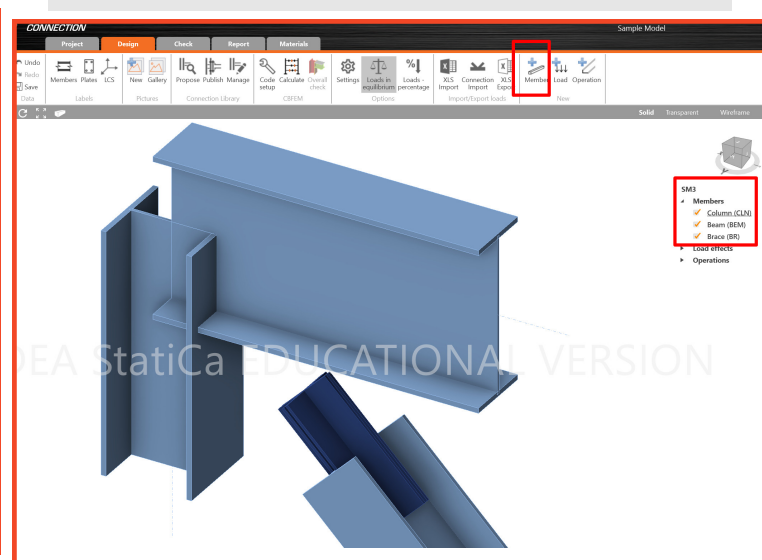 CONNECTION
Sample Model
Project Design Check Report Materials
Undo
Redo
Save
Members Plates LCS
New Gallery
Propose Publish Manage
Code setup Calculate Overall check
Settings Loads in equilibrium Loads - percentage
XLS Import Connection Import XLS Export
Member Load Operation
Data Labels Pictures Connection Library CBFEM Options Import/Export loads New
Solid Transparent Wireframe
SM3
Members
Column (CLN)
Beam (BEM)
Brace (BR)
Load effects
Operations
DEA StatiCa EDUCATIONAL VERSION